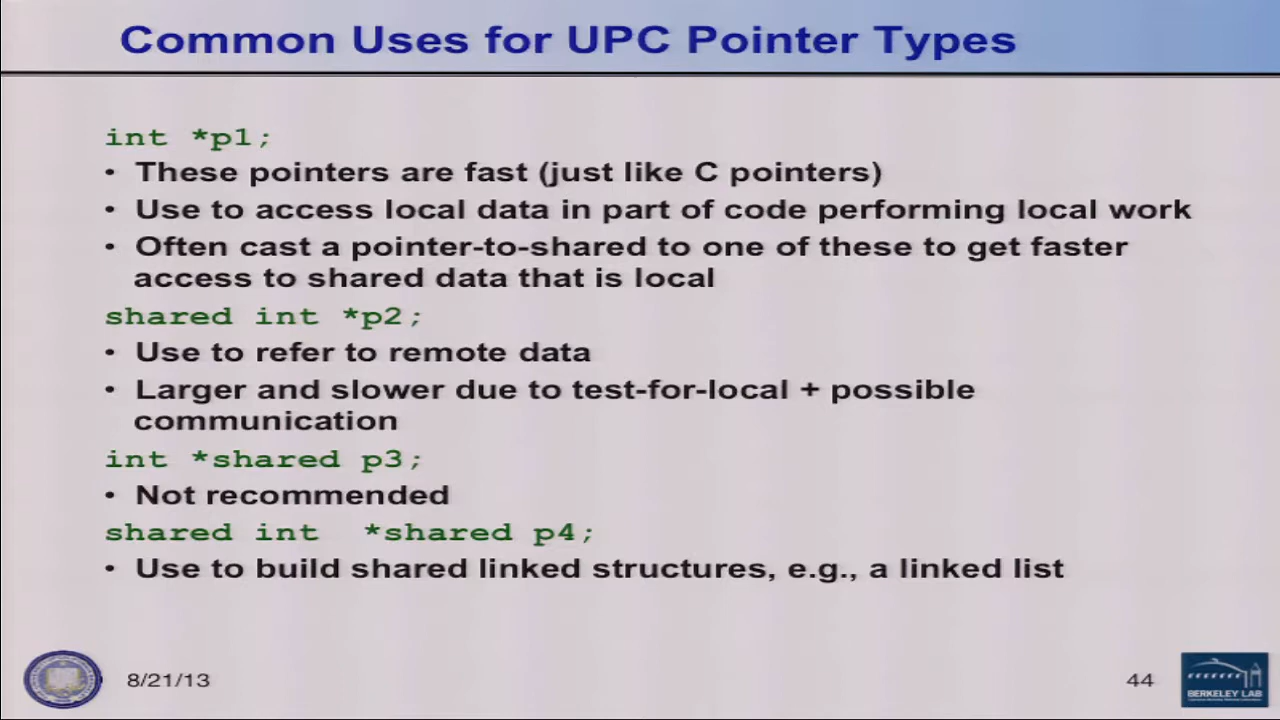 Common Uses for UPC Pointer Types
int *p1;
• These pointers are fast (just like C pointers)
• Use to access local data in part of code performing local work
• Often cast a pointer-to-shared to one of these to get faster
access to shared data that is local
shared int *p2;
• Use to refer to remote data
• Larger and slower due to test-for-local + possible
communication
int *shared p3;
• Not recommended
shared int  *shared p4;
• Use to build shared linked structures, e.g., a linked list
8/21/13
44
BERKELEY LAB